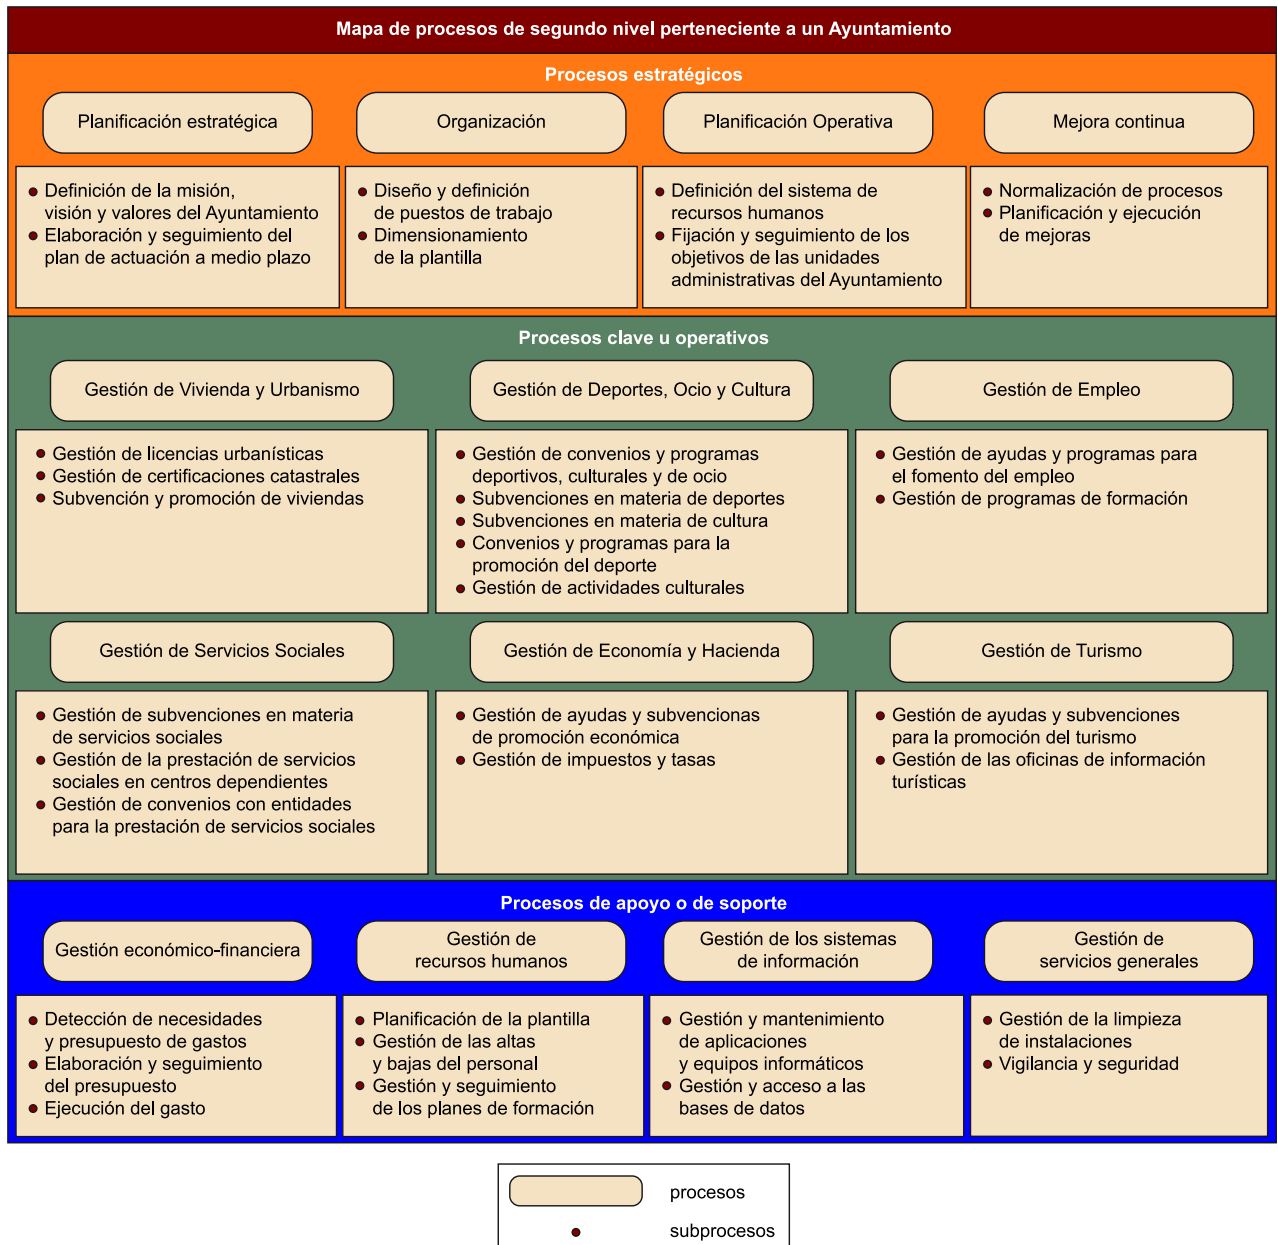 Mapa de procesos de segundo nivel perteneciente a un Ayuntamiento
Procesos estratégicos
Planificación estratégica
Organización
Planificación Operativa
Mejora continua
Definición de la misión,
visión y valores del Ayuntamiento
Elaboración y seguimiento del
plan de actuación a medio plazo
Diseño y definición
de puestos de trabajo
Dimensionamiento
de la plantilla
Definición del sistema de
recursos humanos
Fijación y seguimiento de los
objetivos de las unidades
administrativas del Ayuntamiento
Normalización de procesos
Planificación y ejecución
de mejoras
Procesos clave u operativos
Gestión de Vivienda y Urbanismo
Gestión de Deportes, Ocio y Cultura
Gestión de Empleo
Gestión de licencias urbanísticas
Gestión de certificaciones catastrales
Subvención y promoción de viviendas
Gestión de convenios y programas
deportivos, culturales y de ocio
Subvenciones en materia de deportes
Subvenciones en materia de cultura
Convenios y programas para la
promoción del deporte
Gestión de actividades culturales
Gestión de ayudas y programas para
el fomento del empleo
Gestión de programas de formación
Gestión de Servicios Sociales
Gestión de Economía y Hacienda
Gestión de Turismo
Gestión de subvenciones en materia
de servicios sociales
Gestión de la prestación de servicios
sociales en centros dependientes
Gestión de convenios con entidades
para la prestación de servicios sociales
Gestión de ayudas y subvencionas
de promoción económica
Gestión de impuestos y tasas
Gestión de ayudas y subvenciones
para la promoción del turismo
Gestión de las oficinas de información
turísticas
Procesos de apoyo o de soporte
Gestión económico-financiera
Gestión de
recursos humanos
Gestión de los sistemas
de información
Gestión de
servicios generales
Detección de necesidades
y presupuesto de gastos
Elaboración y seguimiento
del presupuesto
Ejecución del gasto
Planificación de la plantilla
Gestión de las altas
y bajas del personal
Gestión y seguimiento
de los planes de formación
Gestión y mantenimiento
de aplicaciones
y equipos informáticos
Gestión y acceso a las
bases de datos
Gestión de la limpieza
de instalaciones
Vigilancia y seguridad
procesos
subprocesos